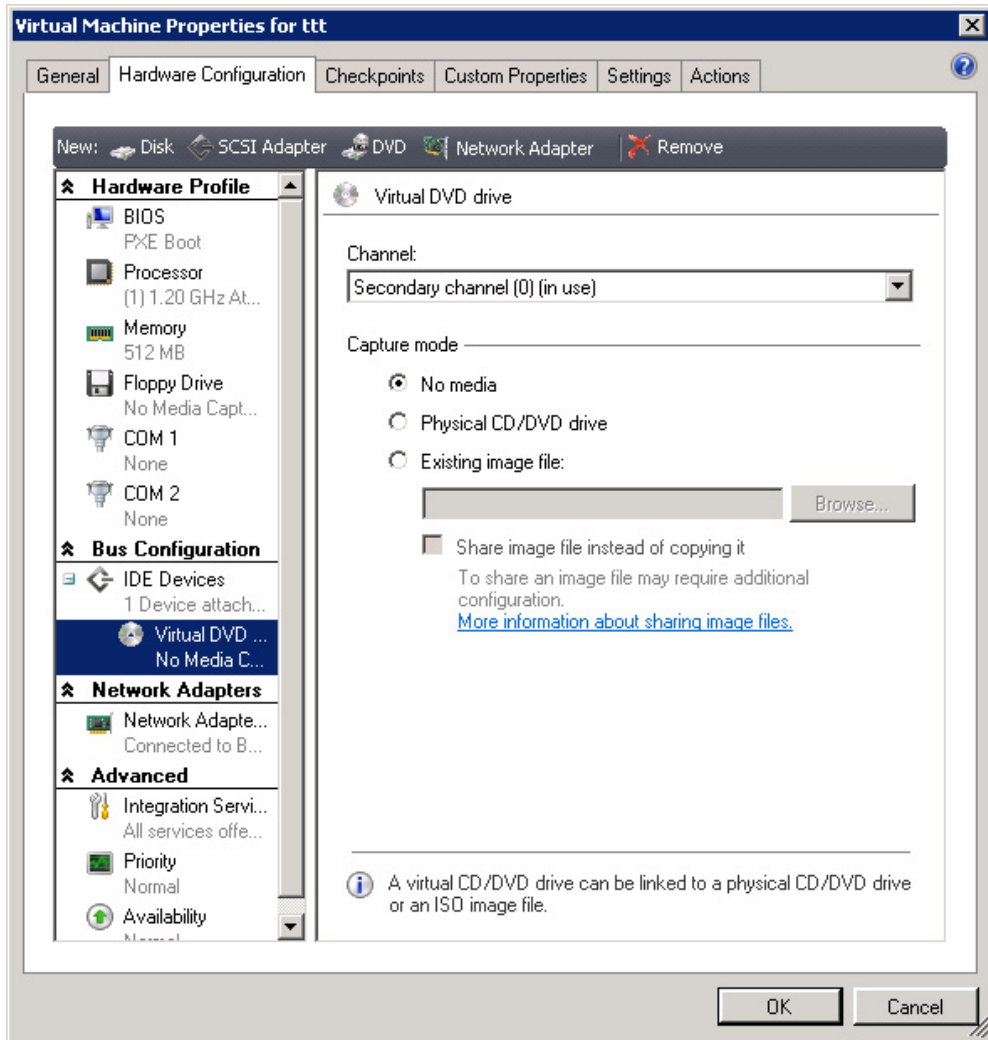 Virtual Machine Properties for ttt
General Hardware Configuration Checkpoints Custom Properties Settings Actions
New: Disk SCSI Adapter DVD Network Adapter Remove
Hardware Profile
BIOS
PXE Boot
Processor
(1) 1.20 GHz At...
Memory
512 MB
Floppy Drive
No Media Capt...
COM 1
None
COM 2
None
Bus Configuration
IDE Devices
1 Device attach...
Virtual DVD ...
No Media C...
Network Adapters
Network Adapte...
Connected to B...
Advanced
Integration Servi...
All services offe...
Priority
Normal
Availability
Virtual DVD drive
Channel:
Secondary channel (0) (in use)
Capture mode
No media
Physical CD/DVD drive
Existing image file:
Browse...
Share image file instead of copying it
To share an image file may require additional
configuration.
More information about sharing image files.
A virtual CD/DVD drive can be linked to a physical CD/DVD drive
or an ISO image file.
OK Cancel